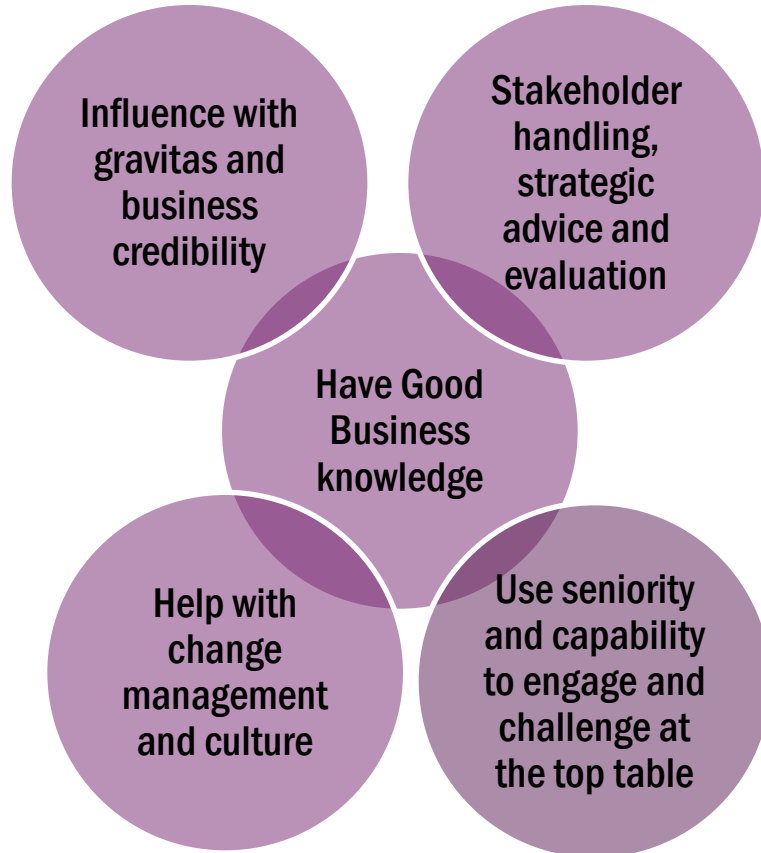 Influence with
gravitas and
business
credibility
Stakeholder
handling,
strategic
advice and
evaluation
Have Good
Business
knowledge
Help with
change
management
and culture
Use seniority
and capability
to engage and
challenge at
the top table